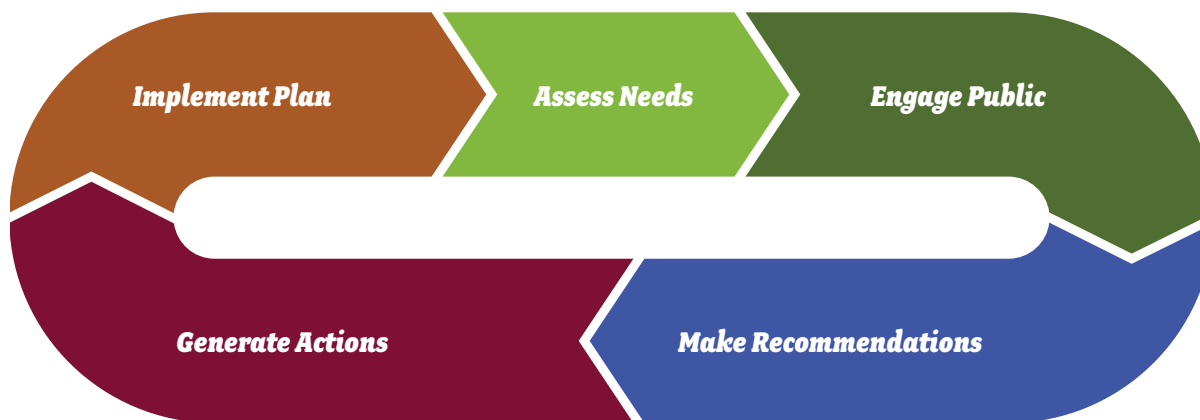 Implement Plan
Assess Needs
Engage Public
Generate Actions
Make Recommendations